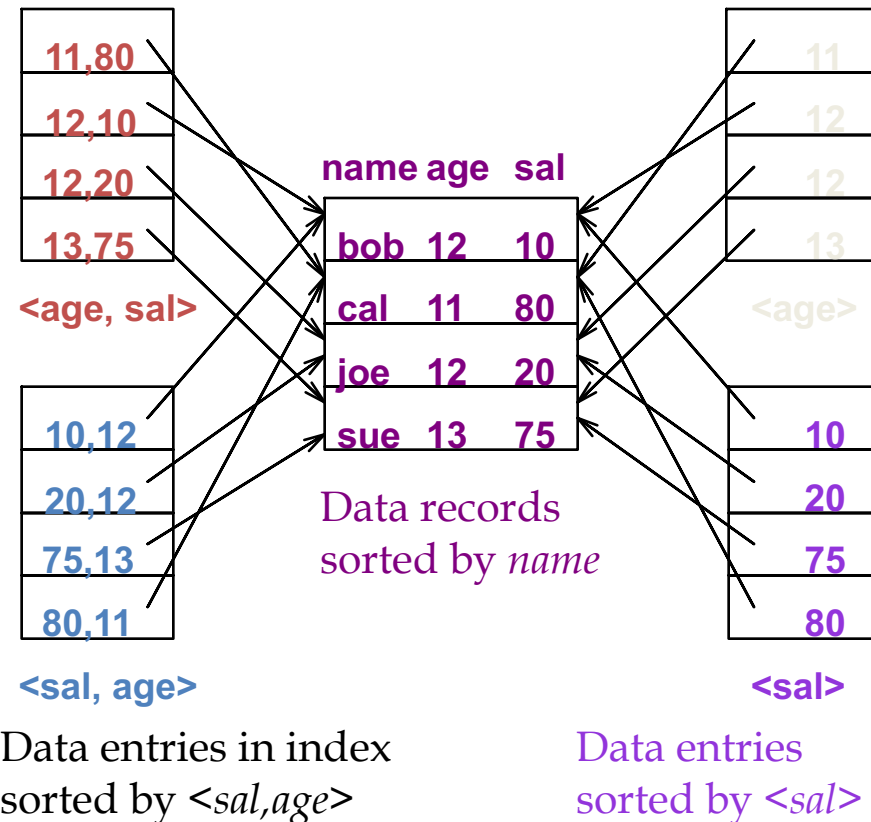 11,80
12,10
12,20
13,75
<age, sal>
10,12
20,12
75,13
80,11
<sal, age>
Data entries in index
sorted by <sal,age>
name age sal
bob 12 10
cal 11 80
joe 12 20
sue 13 75
Data records
sorted by name
11
12
12
13
<age>
10
20
75
80
<sal>
Data entries
sorted by <sal>